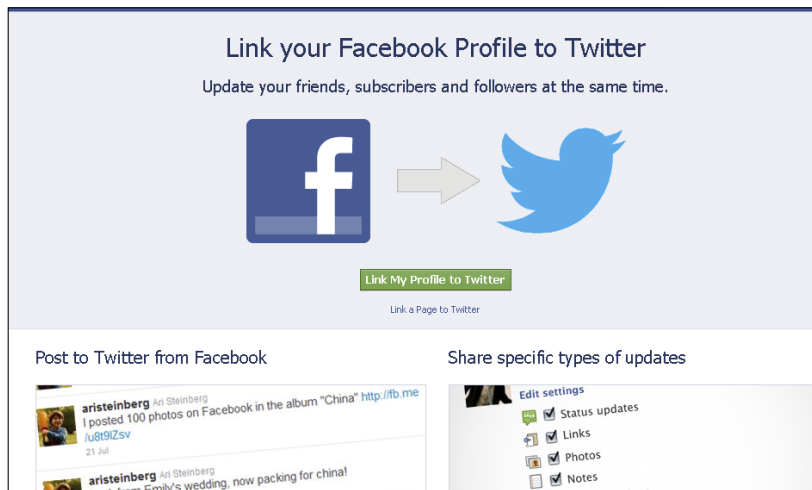 Link your Facebook Profile to Twitter
Update your friends, subscribers and followers at the same time.
f
Link My Profile to Twitter
Link a Page to Twitter
Post to Twitter from Facebook
Share specific types of updates
aristeinberg Ari Steinberg
I posted 100 photos on Facebook in the album "China" http://fb.me
/u8t9IZsv
21 Jul
aristeinberg Ari Steinberg
from Emily's wedding, now packing for china!
Edit settings
Status updates
Links
Photos
Notes